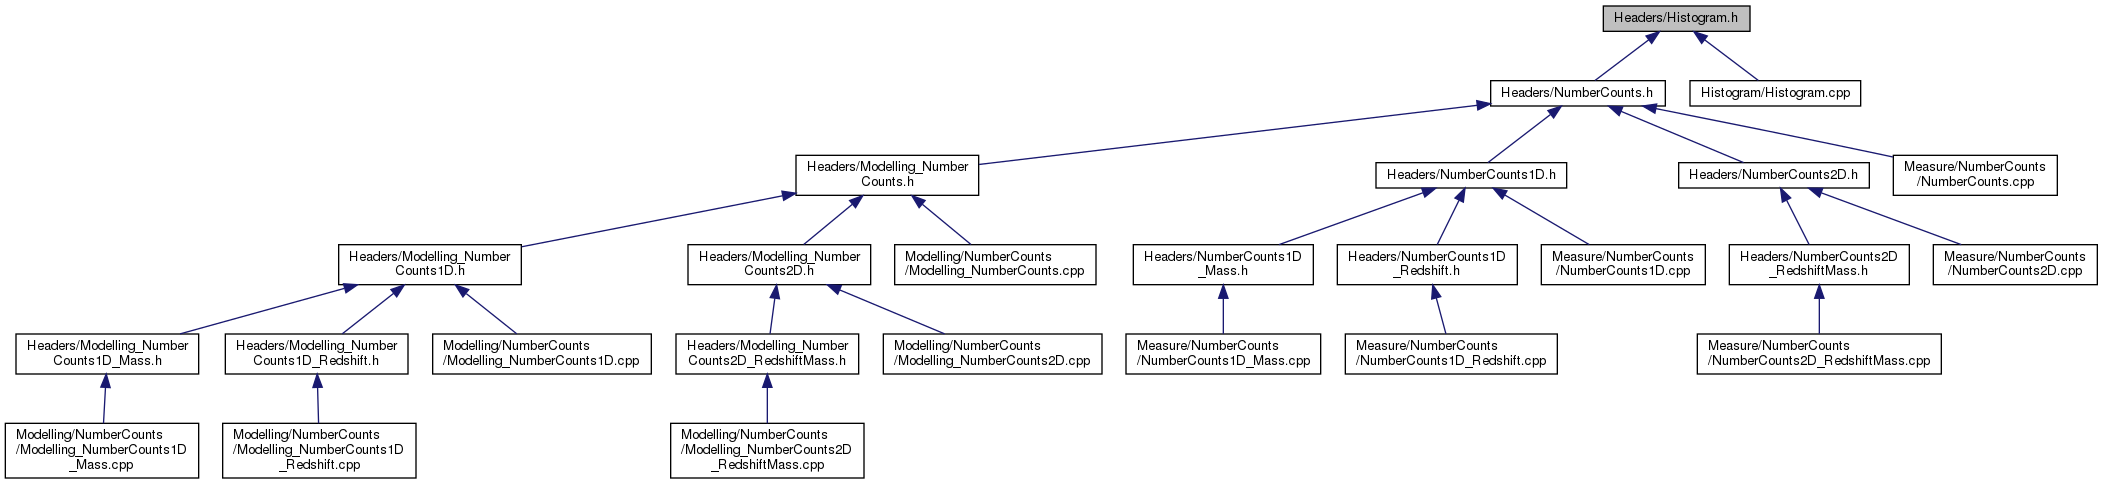 Headers/Histogram.h
Headers/NumberCounts.h
Histogram/Histogram.cpp
Headers/Modelling_Number
Counts.h
Headers/NumberCounts1D.h
Headers/NumberCounts2D.h
Measure/NumberCounts
/NumberCounts.cpp
Headers/Modelling_Number
Counts1D.h
Headers/Modelling_Number
Counts2D.h
Modelling/NumberCounts
/Modelling_NumberCounts.cpp
Headers/NumberCounts1D
_Mass.h
Headers/NumberCounts1D
_Redshift.h
Measure/NumberCounts
/NumberCounts1D.cpp
Headers/NumberCounts2D
_RedshiftMass.h
Measure/NumberCounts
/NumberCounts2D.cpp
Headers/Modelling_Number
Counts1D_Mass.h
Headers/Modelling_Number
Counts1D_Redshift.h
Modelling/NumberCounts
/Modelling_NumberCounts1D.cpp
Headers/Modelling_Number
Counts2D_RedshiftMass.h
Modelling/NumberCounts
/Modelling_NumberCounts2D.cpp
Measure/NumberCounts
/NumberCounts1D_Mass.cpp
Measure/NumberCounts
/NumberCounts1D_Redshift.cpp
Measure/NumberCounts
/NumberCounts2D_RedshiftMass.cpp
Modelling/NumberCounts
/Modelling_NumberCounts1D
_Mass.cpp
Modelling/NumberCounts
/Modelling_NumberCounts1D
_Redshift.cpp
Modelling/NumberCounts
/Modelling_NumberCounts2D
_RedshiftMass.cpp